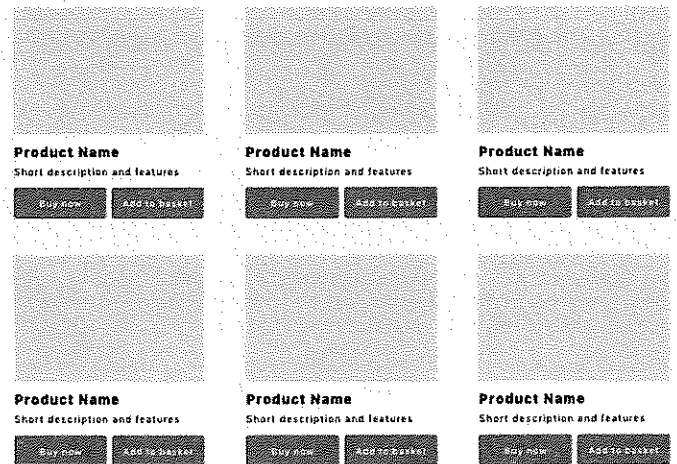 Product Name Product Name Product Name
Short description and features Short description and features Short description and features
Buy now Add to basket Buy now Add to basket Buy now Add to basket
Product Name Product Name Product Name
Short description and features Short description and features Short description and features
Buy now Add to basket Buy now Add to basket Buy now Add to basket